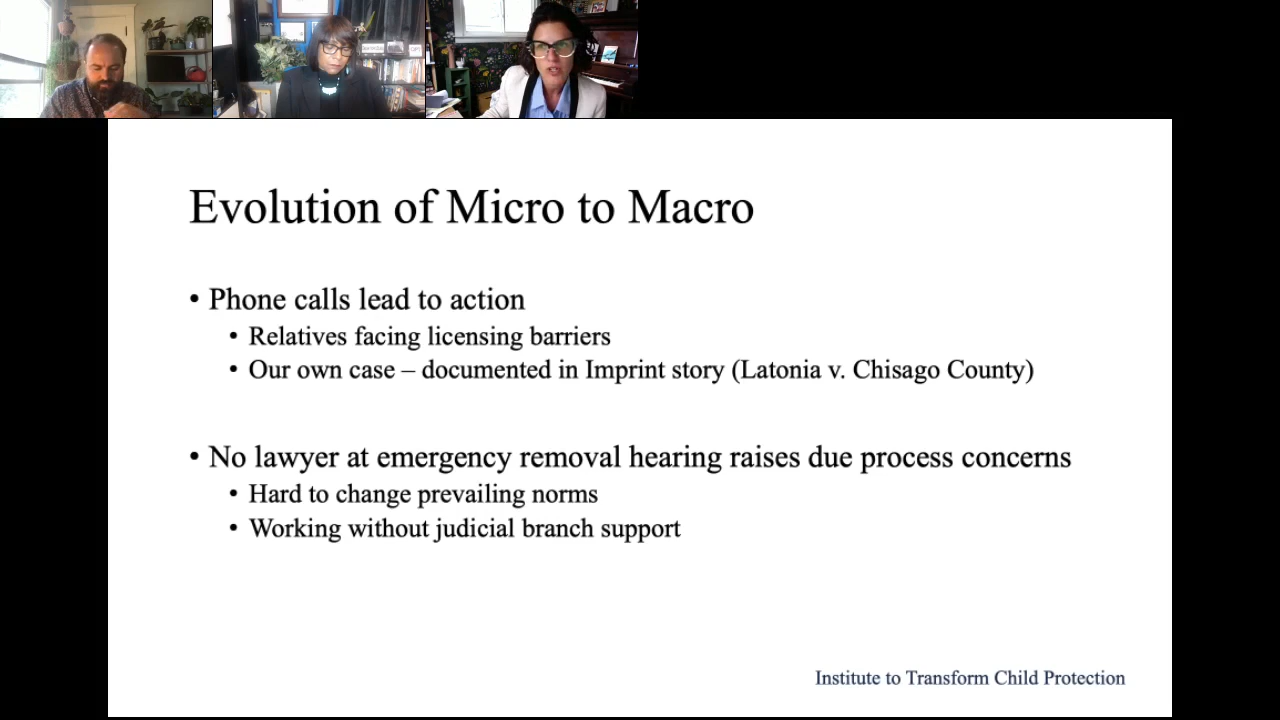 Evolution of Micro to Macro
• Phone calls lead to action
• Relatives facing licensing barriers
• Our own case – documented in Imprint story (Latonia v. Chisago County)
• No lawyer at emergency removal hearing raises due process concerns
• Hard to change prevailing norms
• Working without judicial branch support
Institute to Transform Child Protection